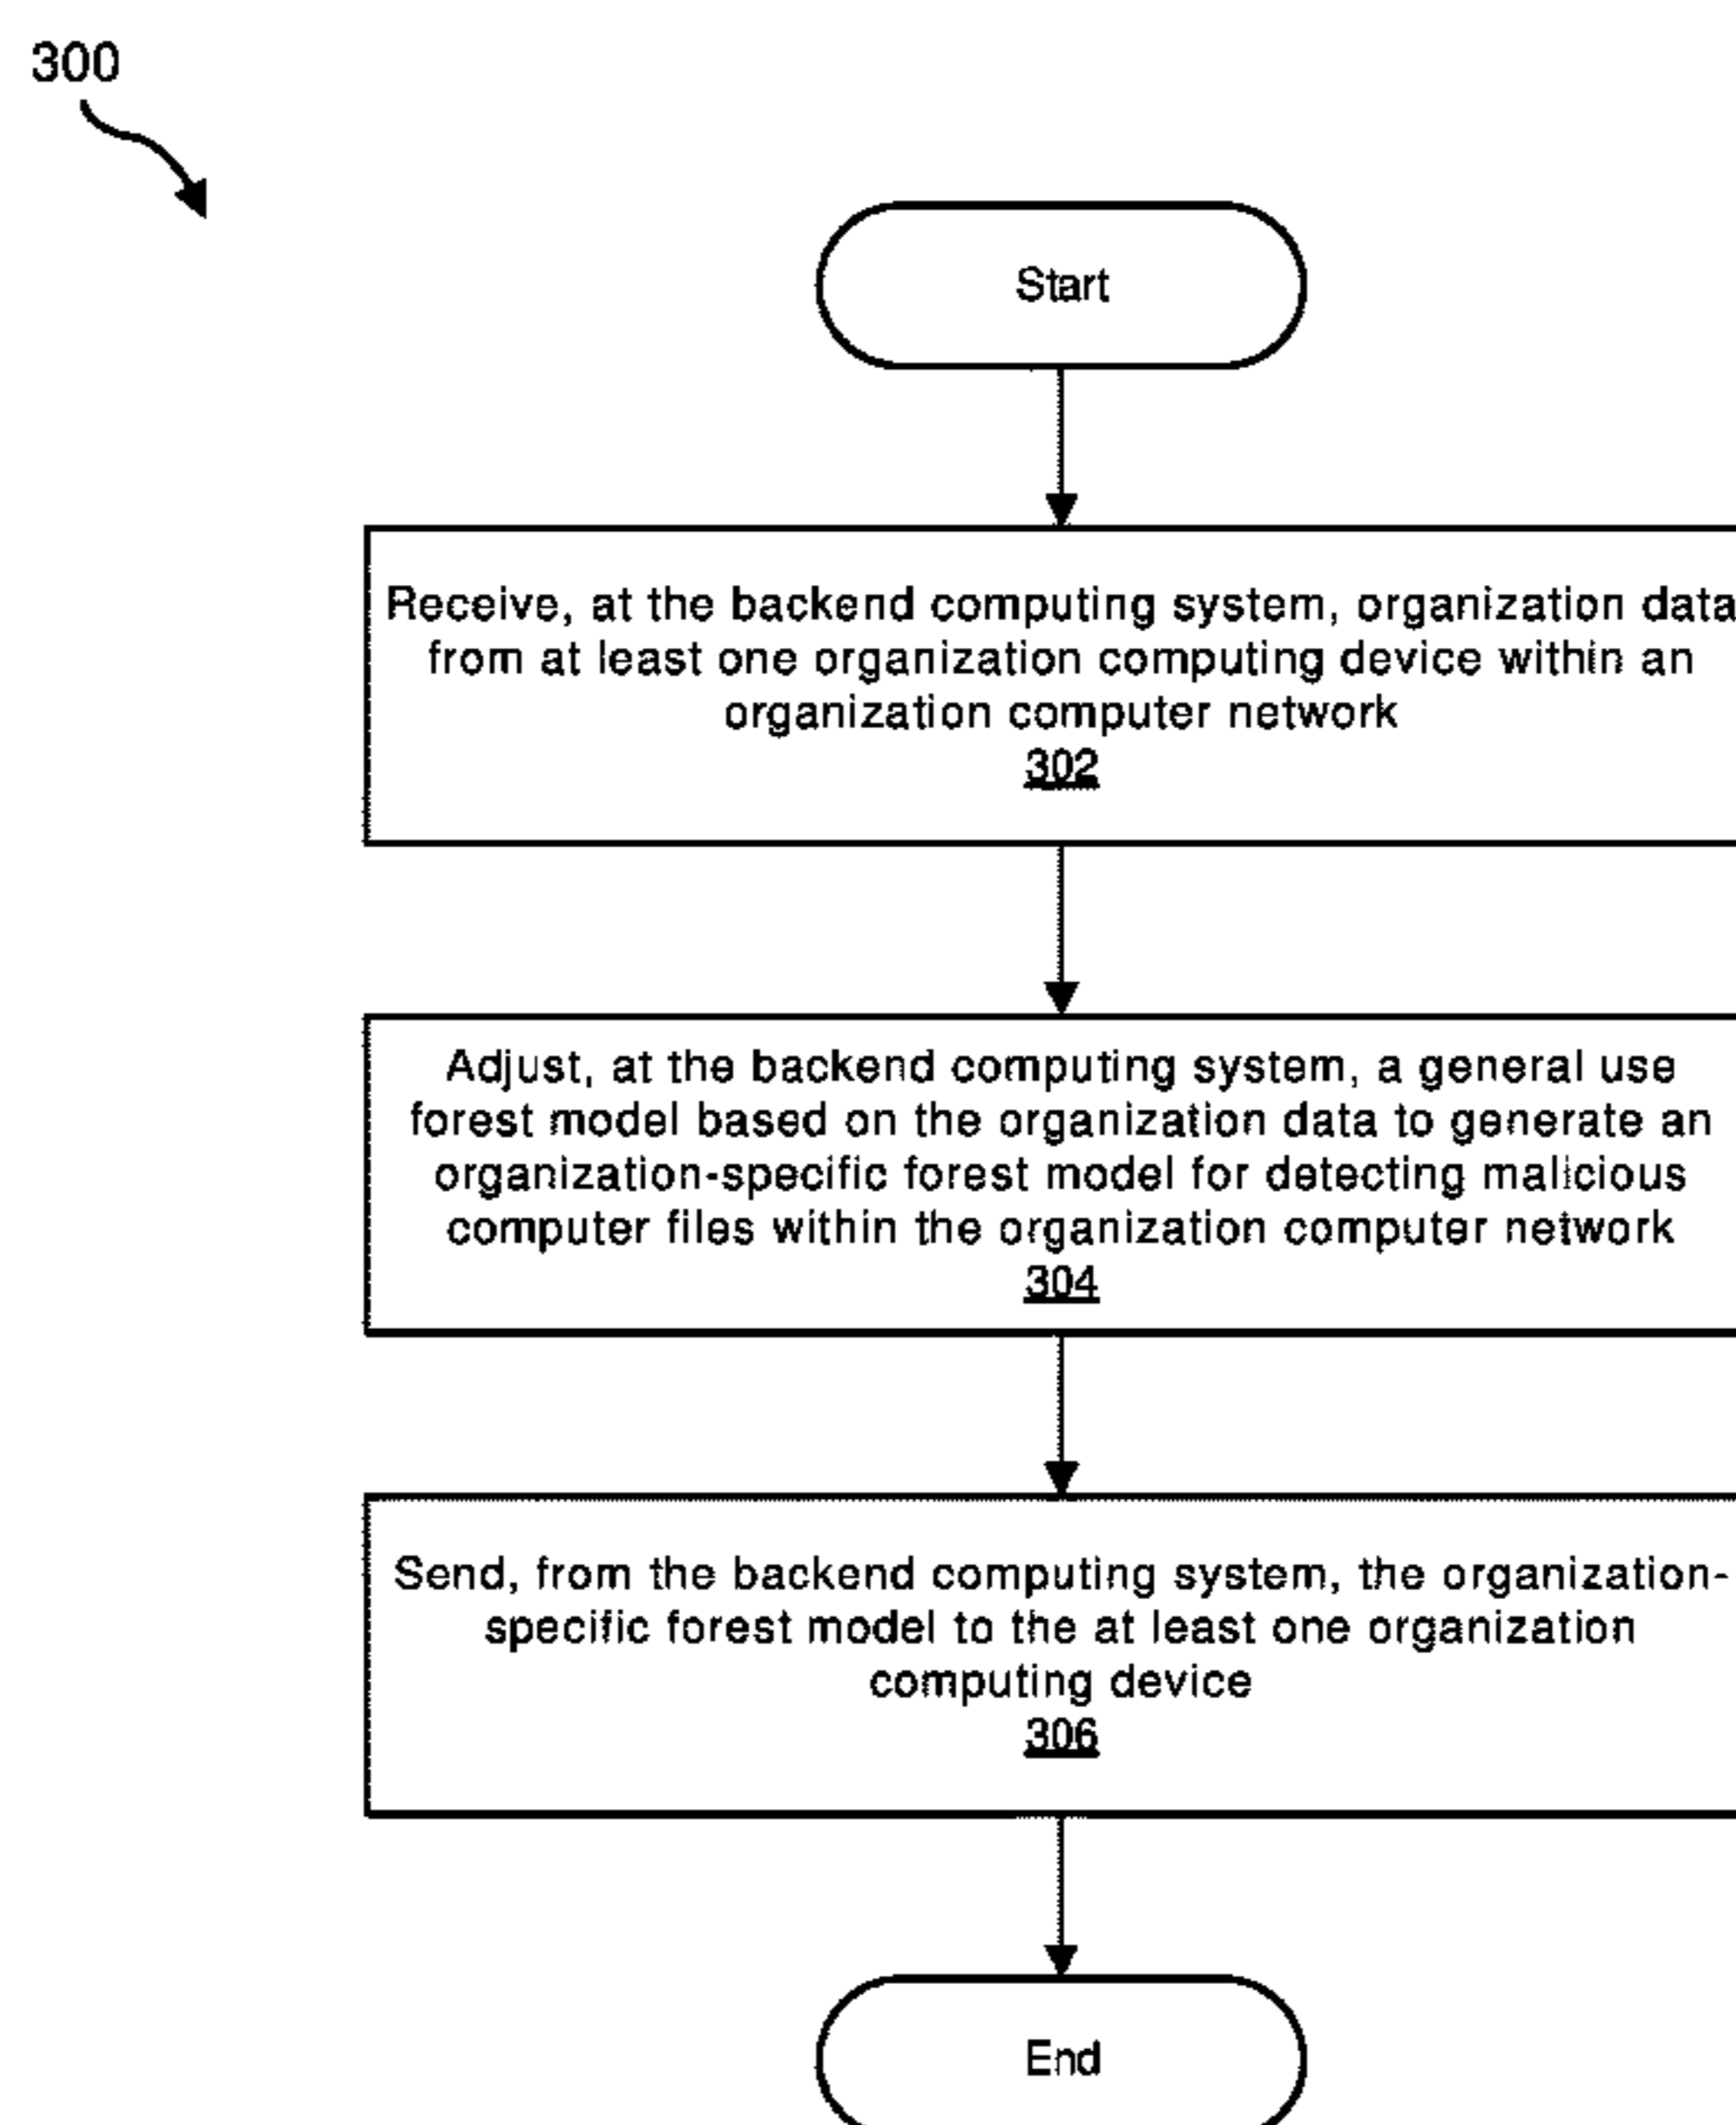 300
Start
Receive, at the backend computing system, organization data
from at least one organization computing device within an
organization computer network
302
Adjust, at the backend computing system, a general use
forest model based on the organization data to generate an
organization-specific forest model for detecting malicious
computer files within the organization computer network
304
Send, from the backend computing system, the organization-
specific forest model to the at least one organization
computing device
306
End